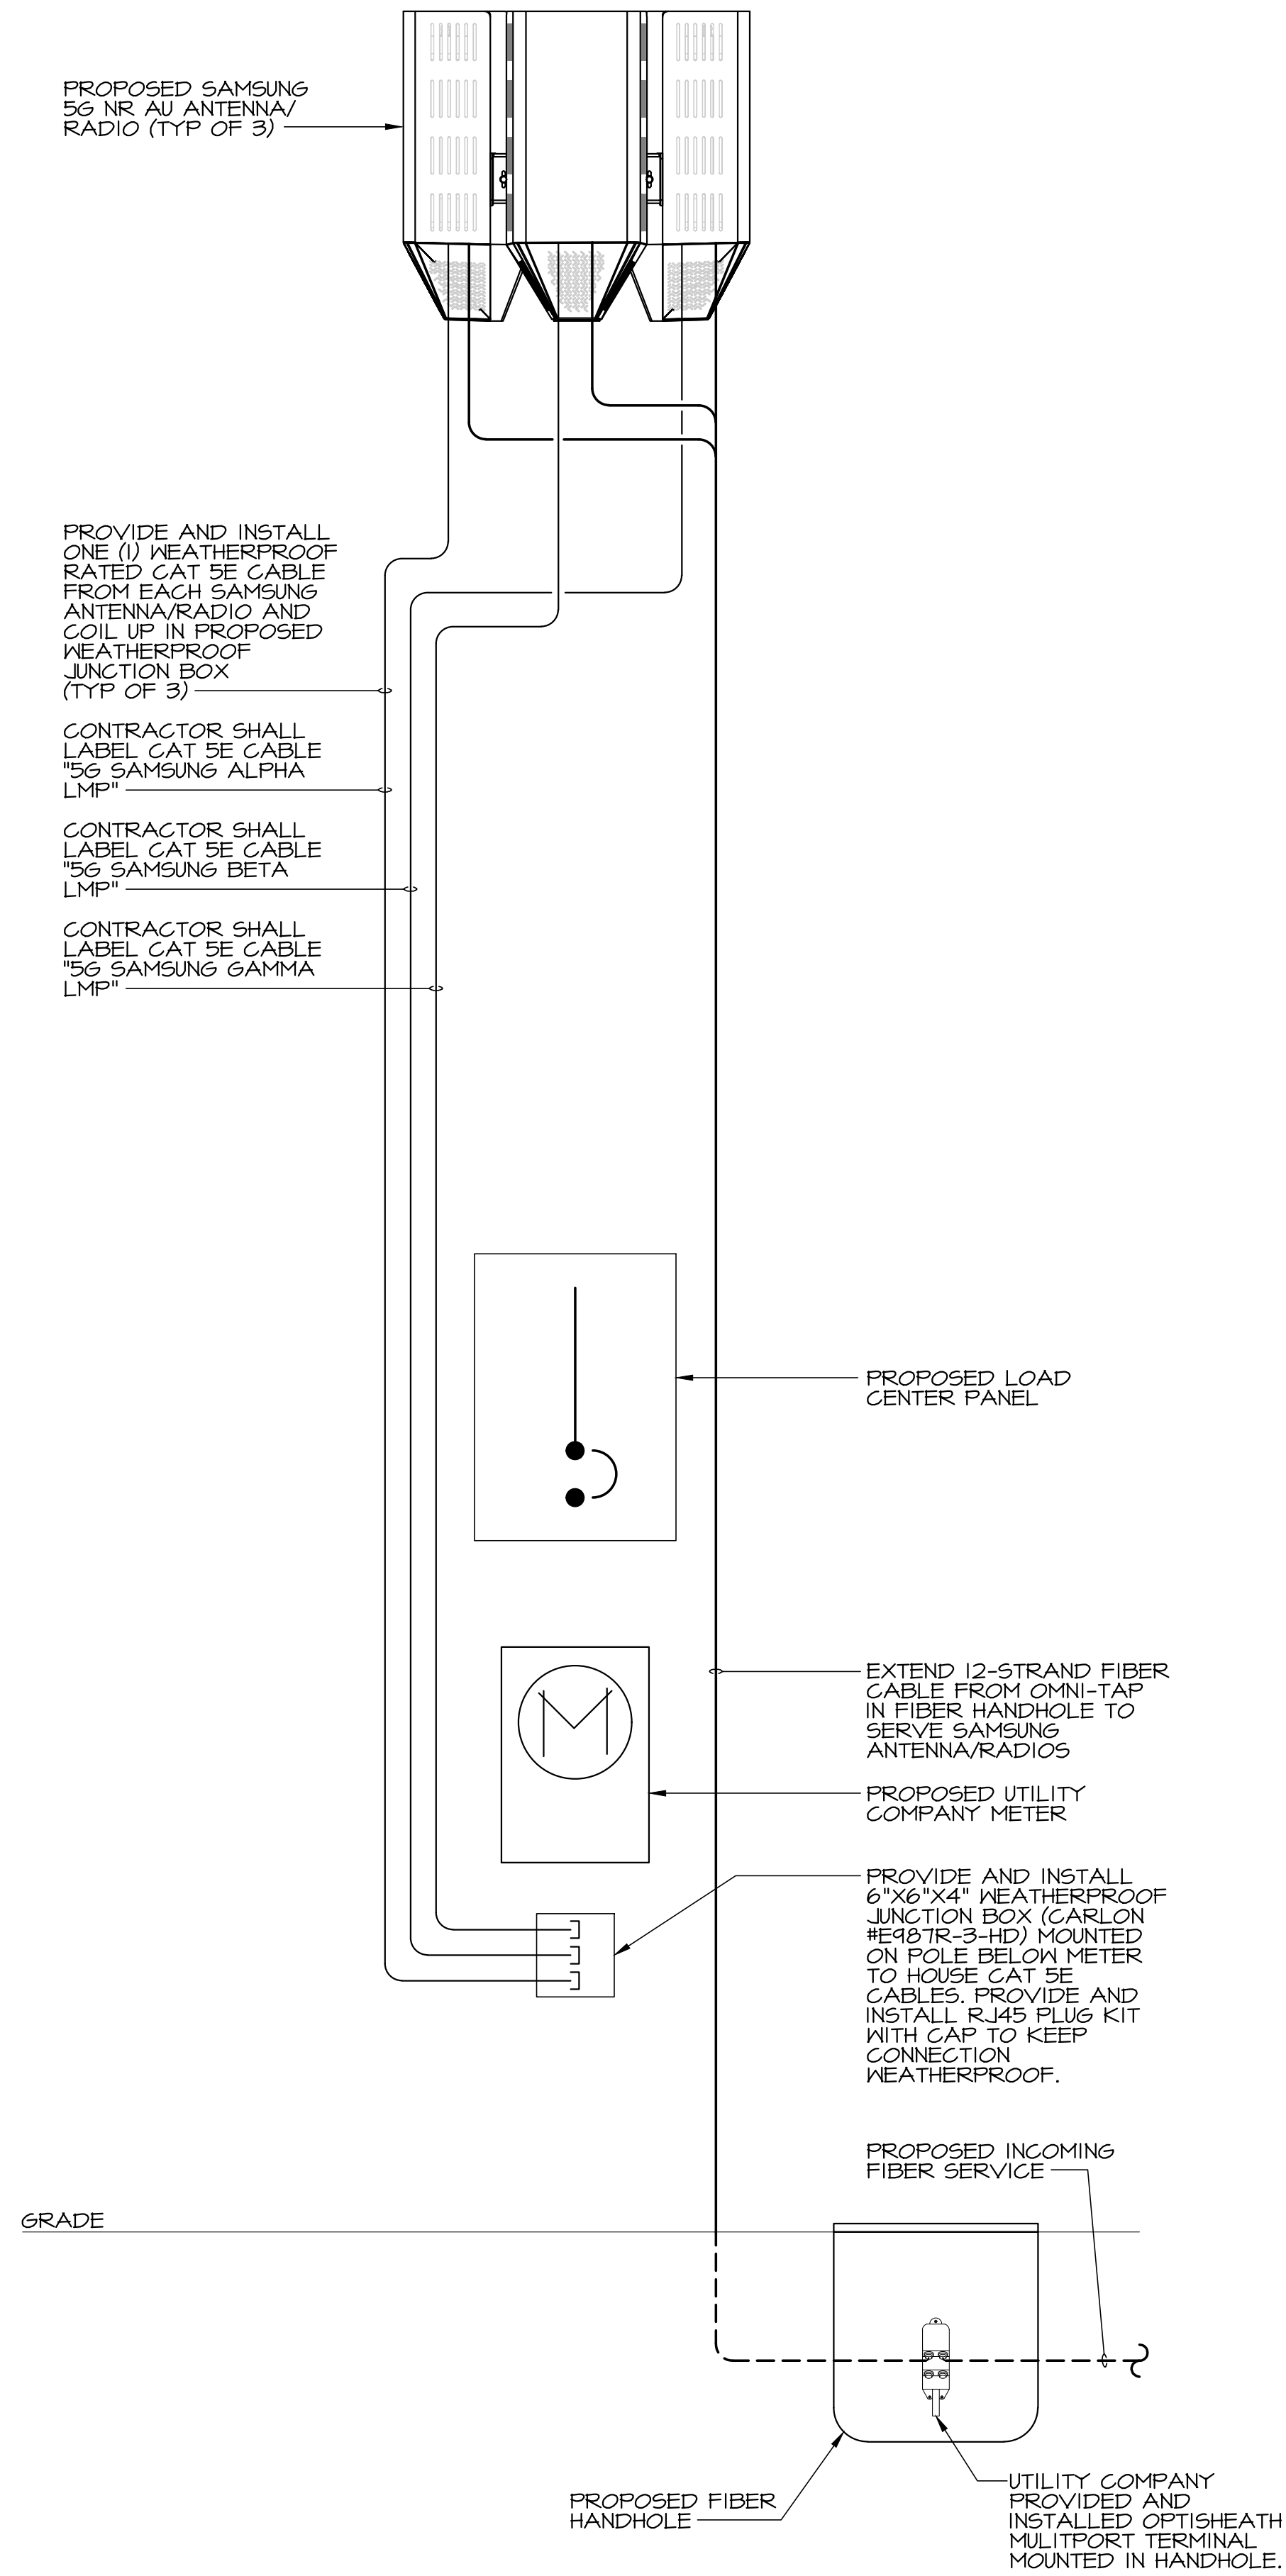 PROPOSED SAMSUNG
5G NR AU ANTENNA/
RADIO (TYP OF 3)
PROVIDE AND INSTALL
ONE (1) WEATHERPROOF
RATED CAT 5E CABLE
FROM EACH SAMSUNG
ANTENNA/RADIO AND
COIL UP IN PROPOSED
WEATHERPROOF
JUNCTION BOX
(TYP OF 3)
CONTRACTOR SHALL
LABEL CAT 5E CABLE
"5G SAMSUNG ALPHA
LMP"
CONTRACTOR SHALL
LABEL CAT 5E CABLE
"5G SAMSUNG BETA
LMP"
CONTRACTOR SHALL
LABEL CAT 5E CABLE
"5G SAMSUNG GAMMA
LMP"
PROPOSED LOAD
CENTER PANEL
EXTEND 12-STRAND FIBER
CABLE FROM OMNI-TAP
IN FIBER HANDHOLE TO
SERVE SAMSUNG
ANTENNA/RADIOS
M
PROPOSED UTILITY
COMPANY METER
PROVIDE AND INSTALL
6"X6"X4" WEATHERPROOF
JUNCTION BOX (CARLON
#E987R-3-HD) MOUNTED
ON POLE BELOW METER
TO HOUSE CAT 5E
CABLES. PROVIDE AND
INSTALL RJ45 PLUG KIT
WITH CAP TO KEEP
CONNECTION
WEATHERPROOF.
PROPOSED INCOMING
FIBER SERVICE
GRADE
PROPOSED FIBER
HANDHOLE
UTILITY COMPANY
PROVIDED AND
INSTALLED OPTISHEATH
MULITPORT TERMINAL
MOUNTED IN HANDHOLE.